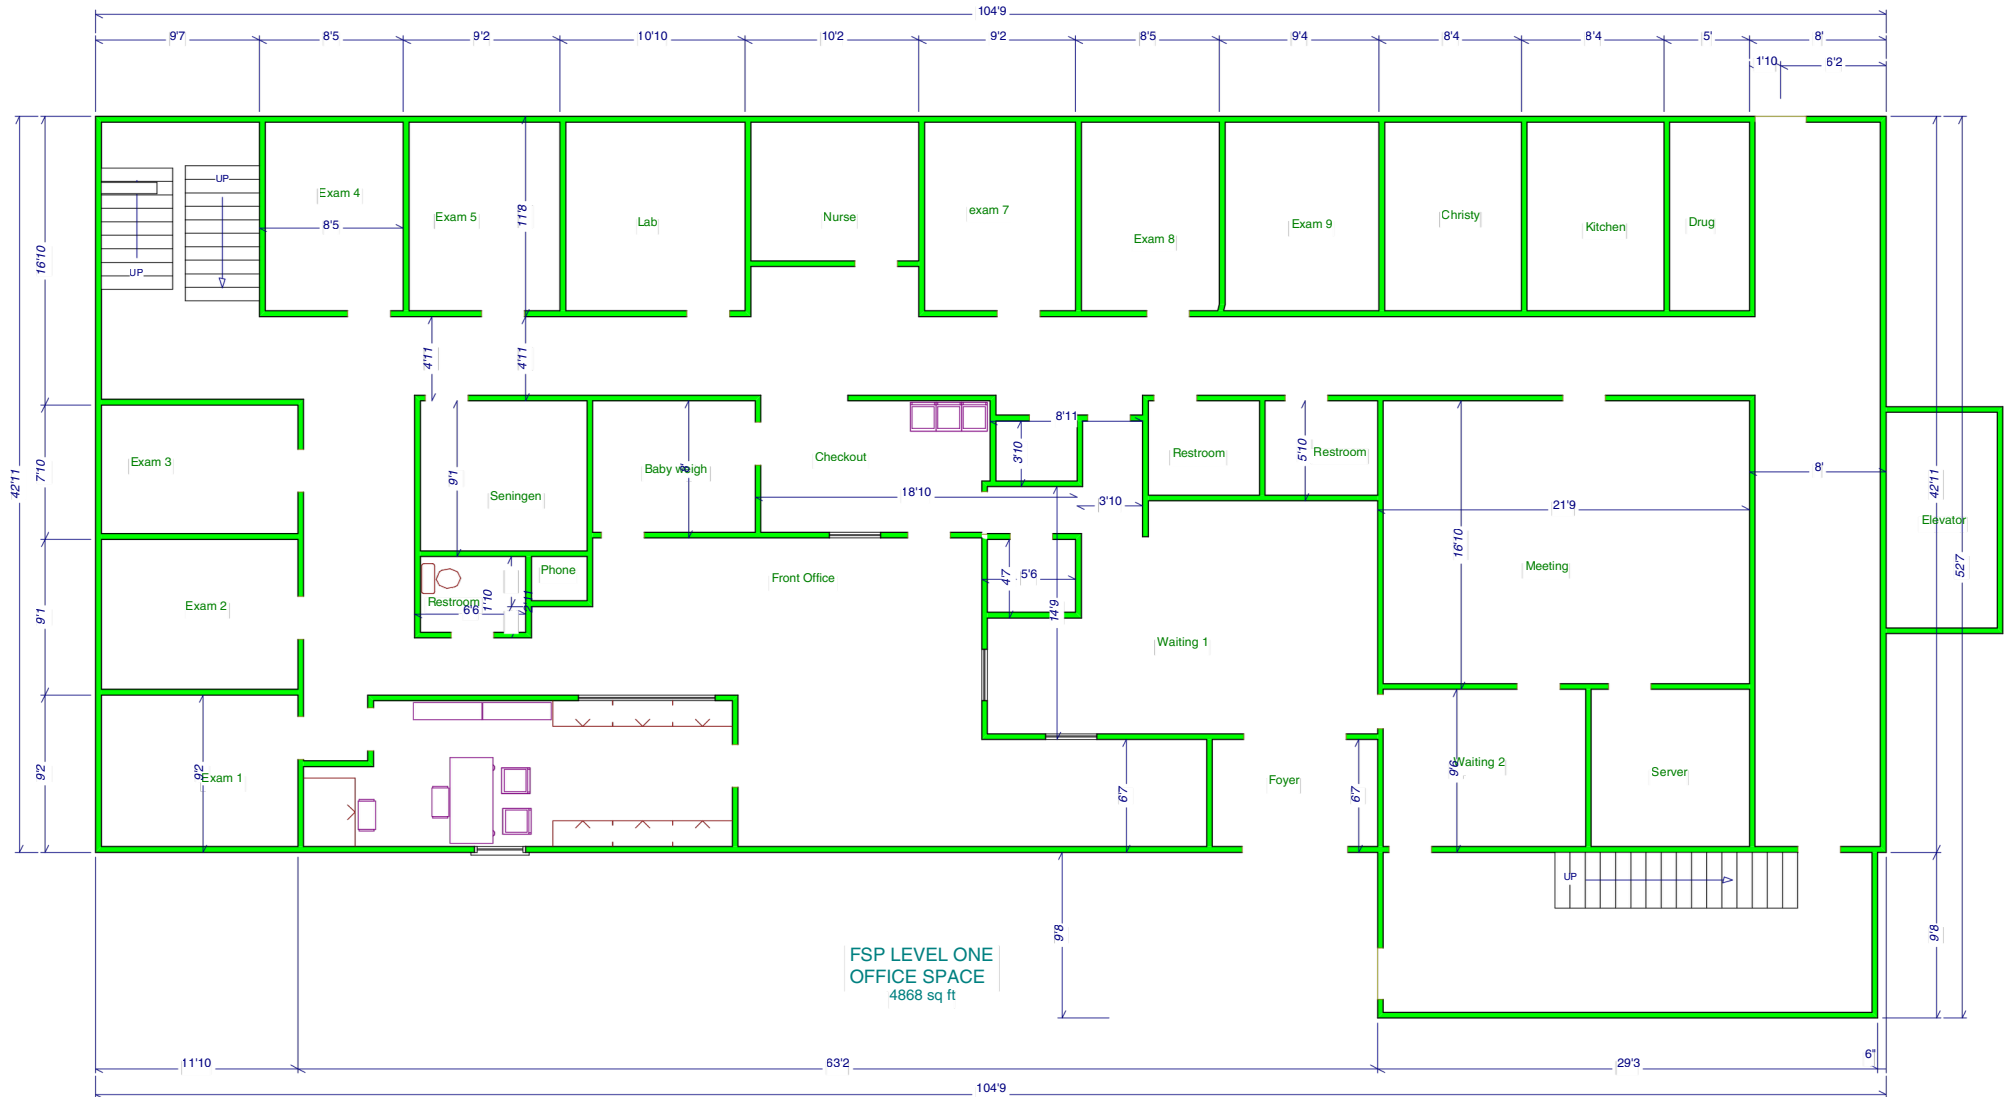 104'9
9'7
8'5
9'2
10'10
10'2
9'2
8'5
9'4
8'4
8'4
5'
8'
1'10
6'2
UP
UP
Exam 4
8'5
Exam 5
11'8
Lab
Nurse
exam 7
Exam 8
Exam 9
Christy
Kitchen
Drug
16'10
42'11
7'10
9'1
9'2
4'11
4'11
Exam 3
Exam 2
Exam 1
9'2
9'1
Seningen
Baby weigh
8'
Checkout
18'10
8'11
3'10
3'10
Restroom
5'10
Restroom
21'9
16'10
Meeting
8'
42'11
Elevator
52'7
Phone
Restroom
6'6
1'10
2'11
Front Office
4'7
5'6
14'9
Waiting 1
6'7
Foyer
6'7
Waiting 2
9'6
Server
UP
9'8
9'8
FSP LEVEL ONE
OFFICE SPACE
4868 sq ft
11'10
63'2
29'3
6"
104'9